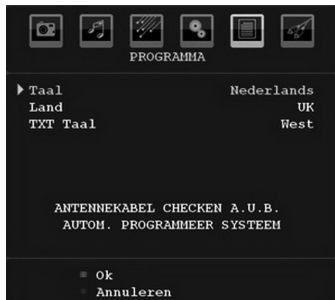 PROGRAMMA
Taal Nederlands
Land UK
TXT Taal West
ANTENNEKABEL CHECKEN A.U.B.
AUTOM. PROGRAMMEER SYSTEEM
Ok
Annuleren